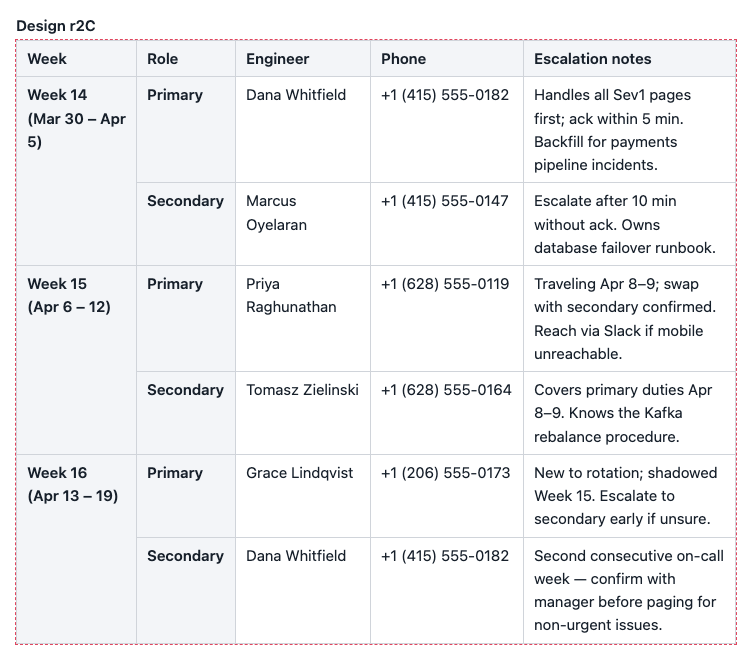 Design r2C
Week Role Engineer Phone Escalation notes
Week 14
(Mar 30 – Apr
5)
Primary
Dana Whitfield
+1 (415) 555-0182
Handles all Sev1 pages
first; ack within 5 min.
Backfill for payments
pipeline incidents.
Secondary
Marcus
Oyelaran
+1 (415) 555-0147
Escalate after 10 min
without ack. Owns
database failover runbook.
Week 15
(Apr 6 – 12)
Primary
Priya
Raghunathan
+1 (628) 555-0119
Traveling Apr 8–9; swap
with secondary confirmed.
Reach via Slack if mobile
unreachable.
Secondary
Tomasz Zielinski
+1 (628) 555-0164
Covers primary duties Apr
8–9. Knows the Kafka
rebalance procedure.
Week 16
(Apr 13 – 19)
Primary
Grace Lindqvist
+1 (206) 555-0173
New to rotation; shadowed
Week 15. Escalate to
secondary early if unsure.
Secondary
Dana Whitfield
+1 (415) 555-0182
Second consecutive on-call
week — confirm with
manager before paging for
non-urgent issues.